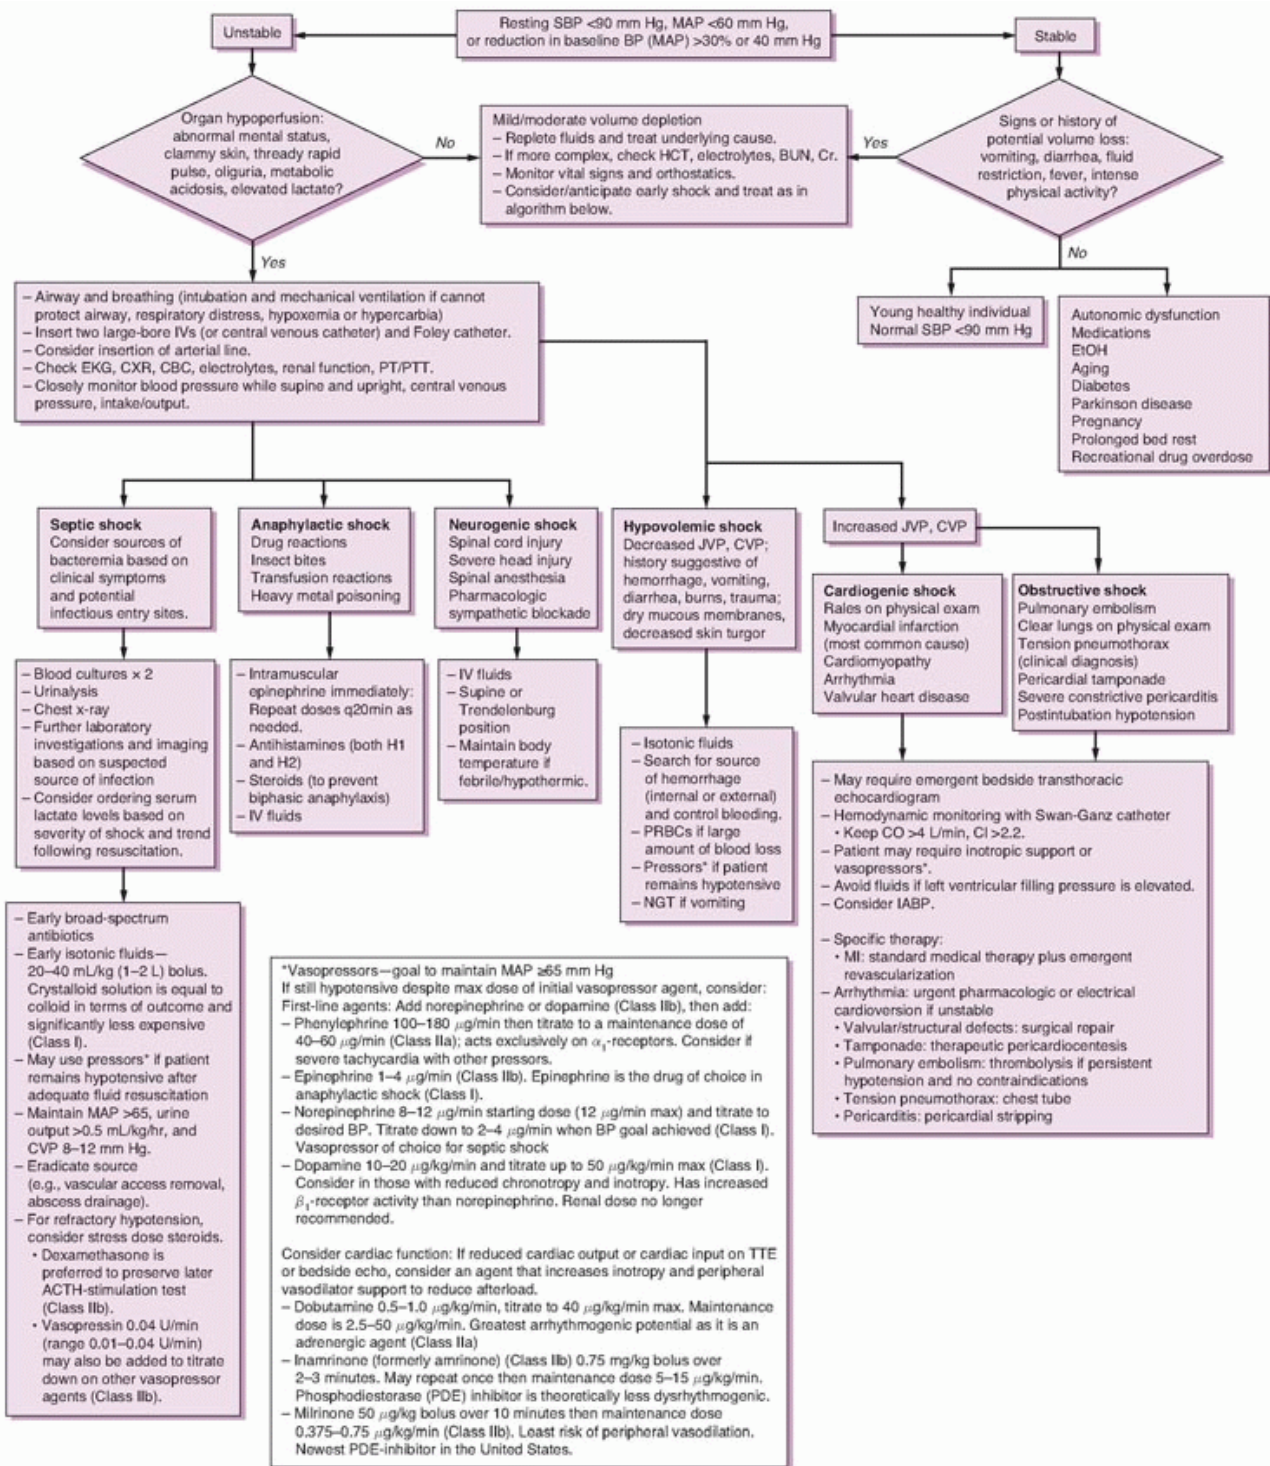 Unstable
Resting SBP <90 mm Hg, MAP <60 mm Hg,
or reduction in baseline BP (MAP) >30% or 40 mm Hg
Stable
Organ hypoperfusion:
abnormal mental status,
clammy skin, thready rapid
pulse, oliguria, metabolic
acidosis, elevated lactate?
No
Mild/moderate volume depletion
– Replete fluids and treat underlying cause.
– If more complex, check HCT, electrolytes, BUN, Cr.
– Monitor vital signs and orthostatics.
– Consider/anticipate early shock and treat as in
algorithm below.
Yes
Signs or history of
potential volume loss:
vomiting, diarrhea, fluid
restriction, fever, intense
physical activity?
Yes
No
– Airway and breathing (intubation and mechanical ventilation if cannot
protect airway, respiratory distress, hypoxemia or hypercarbia)
– Insert two large-bore IVs (or central venous catheter) and Foley catheter.
– Consider insertion of arterial line.
– Check EKG, CXR, CBC, electrolytes, renal function, PT/PTT.
– Closely monitor blood pressure while supine and upright, central venous
pressure, intake/output.
Young healthy individual
Normal SBP <90 mm Hg
Autonomic dysfunction
Medications
EtOH
Aging
Diabetes
Parkinson disease
Pregnancy
Prolonged bed rest
Recreational drug overdose
Septic shock
Consider sources of
bacteremia based on
clinical symptoms
and potential
infectious entry sites.
Anaphylactic shock
Drug reactions
Insect bites
Transfusion reactions
Heavy metal poisoning
Neurogenic shock
Spinal cord injury
Severe head injury
Spinal anesthesia
Pharmacologic
sympathetic blockade
Hypovolemic shock
Decreased JVP, CVP;
history suggestive of
hemorrhage, vomiting,
diarrhea, burns, trauma;
dry mucous membranes,
decreased skin turgor
Increased JVP, CVP
Cardiogenic shock
Rales on physical exam
Myocardial infarction
(most common cause)
Cardiomyopathy
Arrhythmia
Valvular heart disease
Obstructive shock
Pulmonary embolism
Clear lungs on physical exam
Tension pneumothorax
(clinical diagnosis)
Pericardial tamponade
Severe constrictive pericarditis
Postintubation hypotension
– Blood cultures × 2
– Urinalysis
– Chest x-ray
– Further laboratory
investigations and imaging
based on suspected
source of infection
– Consider ordering serum
lactate levels based on
severity of shock and trend
following resuscitation.
– Intramuscular
epinephrine immediately:
Repeat doses q20min as
needed.
– Antihistamines (both H1
and H2)
– Steroids (to prevent
biphasic anaphylaxis)
– IV fluids
– IV fluids
– Supine or
Trendelenburg
position
– Maintain body
temperature if
febrile/hypothermic.
– Isotonic fluids
– Search for source
of hemorrhage
(internal or external)
and control bleeding.
– PRBCs if large
amount of blood loss
– Pressors* if patient
remains hypotensive
– NGT if vomiting
– May require emergent bedside transthoracic
echocardiogram
– Hemodynamic monitoring with Swan-Ganz catheter
• Keep CO >4 L/min, CI >2.2.
– Patient may require inotropic support or
vasopressors*.
– Avoid fluids if left ventricular filling pressure is elevated.
– Consider IABP.
– Specific therapy:
• MI: standard medical therapy plus emergent
revascularization
– Arrhythmia: urgent pharmacologic or electrical
cardioversion if unstable
• Valvular/structural defects: surgical repair
• Tamponade: therapeutic pericardiocentesis
• Pulmonary embolism: thrombolysis if persistent
hypotension and no contraindications
• Tension pneumothorax: chest tube
• Pericarditis: pericardial stripping
– Early broad-spectrum
antibiotics
– Early isotonic fluids—
20–40 mL/kg (1–2 L) bolus.
Crystalloid solution is equal to
colloid in terms of outcome and
significantly less expensive
(Class I).
– May use pressors* if patient
remains hypotensive after
adequate fluid resuscitation
– Maintain MAP >65, urine
output >0.5 mL/kg/hr, and
CVP 8–12 mm Hg.
– Eradicate source
(e.g., vascular access removal,
abscess drainage).
– For refractory hypotension,
consider stress dose steroids.
• Dexamethasone is
preferred to preserve later
ACTH-stimulation test
(Class IIb).
• Vasopressin 0.04 U/min
(range 0.01–0.04 U/min)
may also be added to titrate
down on other vasopressor
agents (Class IIb).
*Vasopressors—goal to maintain MAP ≥65 mm Hg
If still hypotensive despite max dose of initial vasopressor agent, consider:
First-line agents: Add norepinephrine or dopamine (Class IIb), then add:
– Phenylephrine 100–180 μg/min then titrate to a maintenance dose of
40–60 μg/min (Class IIa); acts exclusively on α₁-receptors. Consider if
severe tachycardia with other pressors.
– Epinephrine 1–4 μg/min (Class IIb). Epinephrine is the drug of choice in
anaphylactic shock (Class I).
– Norepinephrine 8–12 μg/min starting dose (12 μg/min max) and titrate to
desired BP. Titrate down to 2–4 μg/min when BP goal achieved (Class I).
Vasopressor of choice for septic shock
– Dopamine 10–20 μg/kg/min and titrate up to 50 μg/kg/min max (Class I).
Consider in those with reduced chronotropy and inotropy. Has increased
β₁-receptor activity than norepinephrine. Renal dose no longer
recommended.
Consider cardiac function: If reduced cardiac output or cardiac input on TTE
or bedside echo, consider an agent that increases inotropy and peripheral
vasodilator support to reduce afterload.
– Dobutamine 0.5–1.0 μg/kg/min, titrate to 40 μg/kg/min max. Maintenance
dose is 2.5–50 μg/kg/min. Greatest arrhythmogenic potential as it is an
adrenergic agent (Class IIa)
– Inamrinone (formerly amrinone) (Class IIb) 0.75 mg/kg bolus over
2–3 minutes. May repeat once then maintenance dose 5–15 μg/kg/min.
Phosphodiesterase (PDE) inhibitor is theoretically less dysrhythmogenic.
– Milrinone 50 μg/kg bolus over 10 minutes then maintenance dose
0.375–0.75 μg/kg/min (Class IIb). Least risk of peripheral vasodilation.
Newest PDE-inhibitor in the United States.